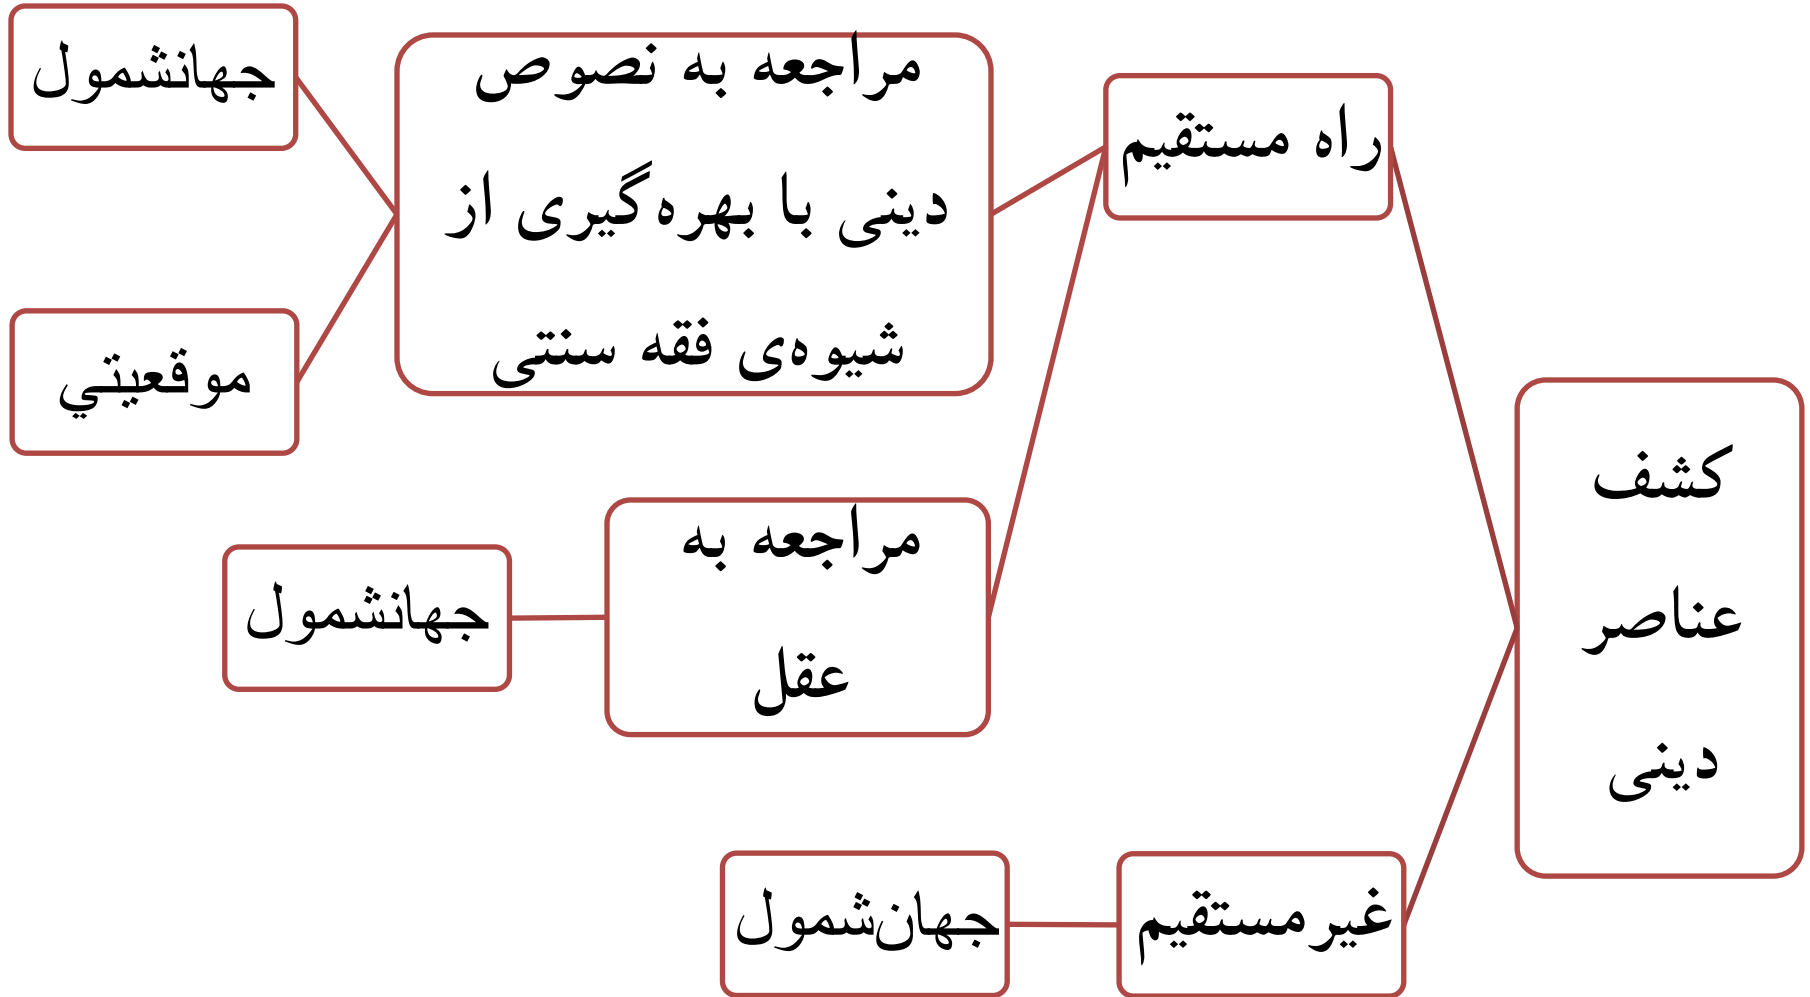 کشف
عناصر
دینی
راه مستقیم
مراجعه به نصوص
دینی با بهره‌گیری از
شیوه‌ی فقه سنتی
جهانشمول
موقعيتي
مراجعه به
عقل
جهانشمول
غیرمستقیم
جهان‌شمول